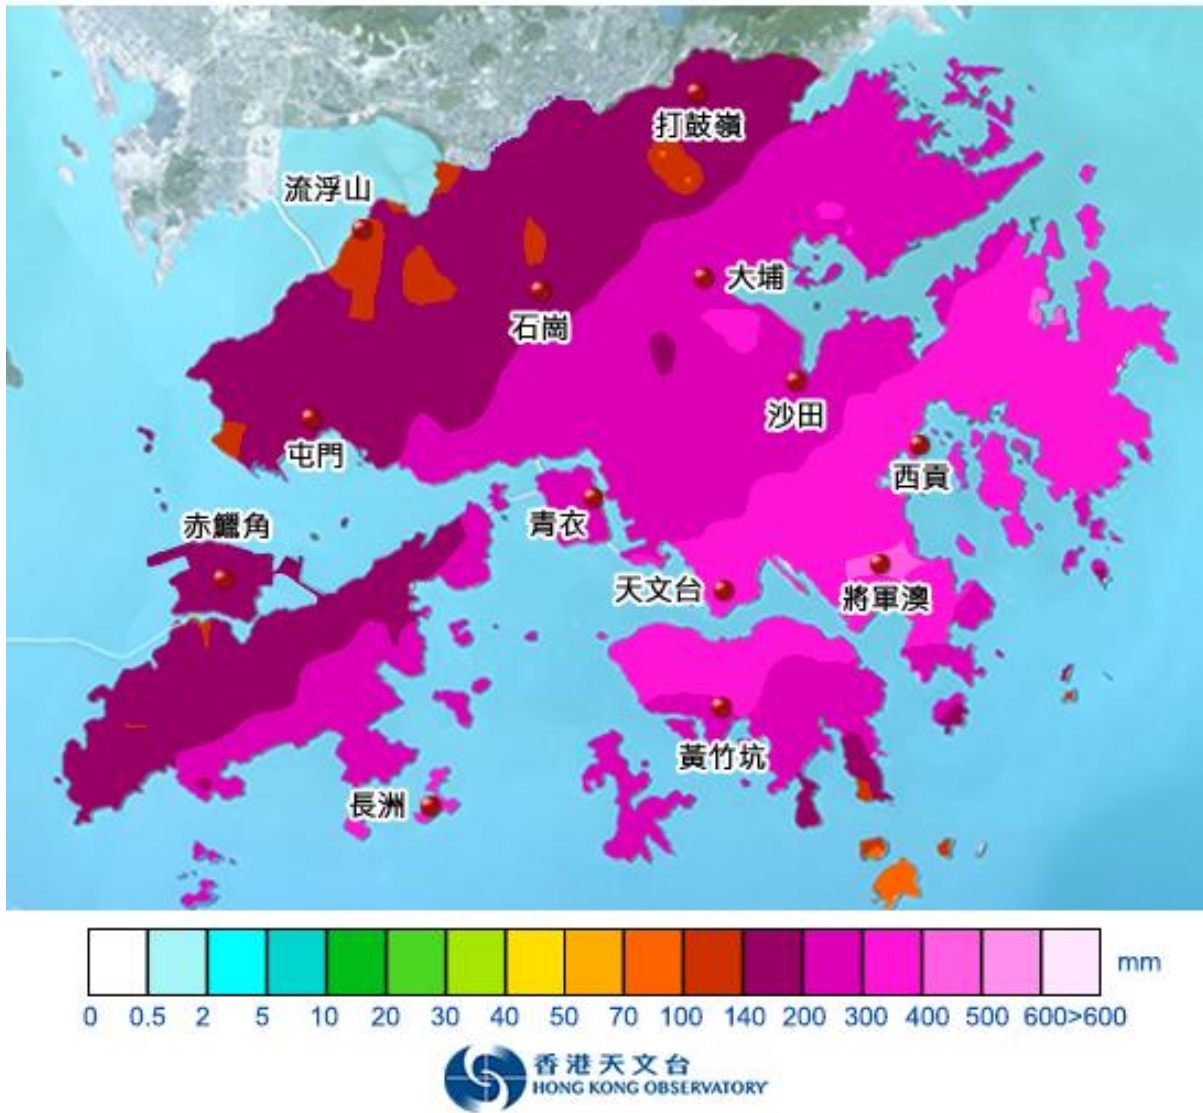 打鼓嶺
流浮山
大埔
石崗
沙田
屯門
西貢
赤鱲角
青衣
天文台
將軍澳
黃竹坑
長洲
mm
0 0.5 2 5 10 20 30 40 50 70 100 140 200 300 400 500 600>600
香港天文台
HONG KONG OBSERVATORY